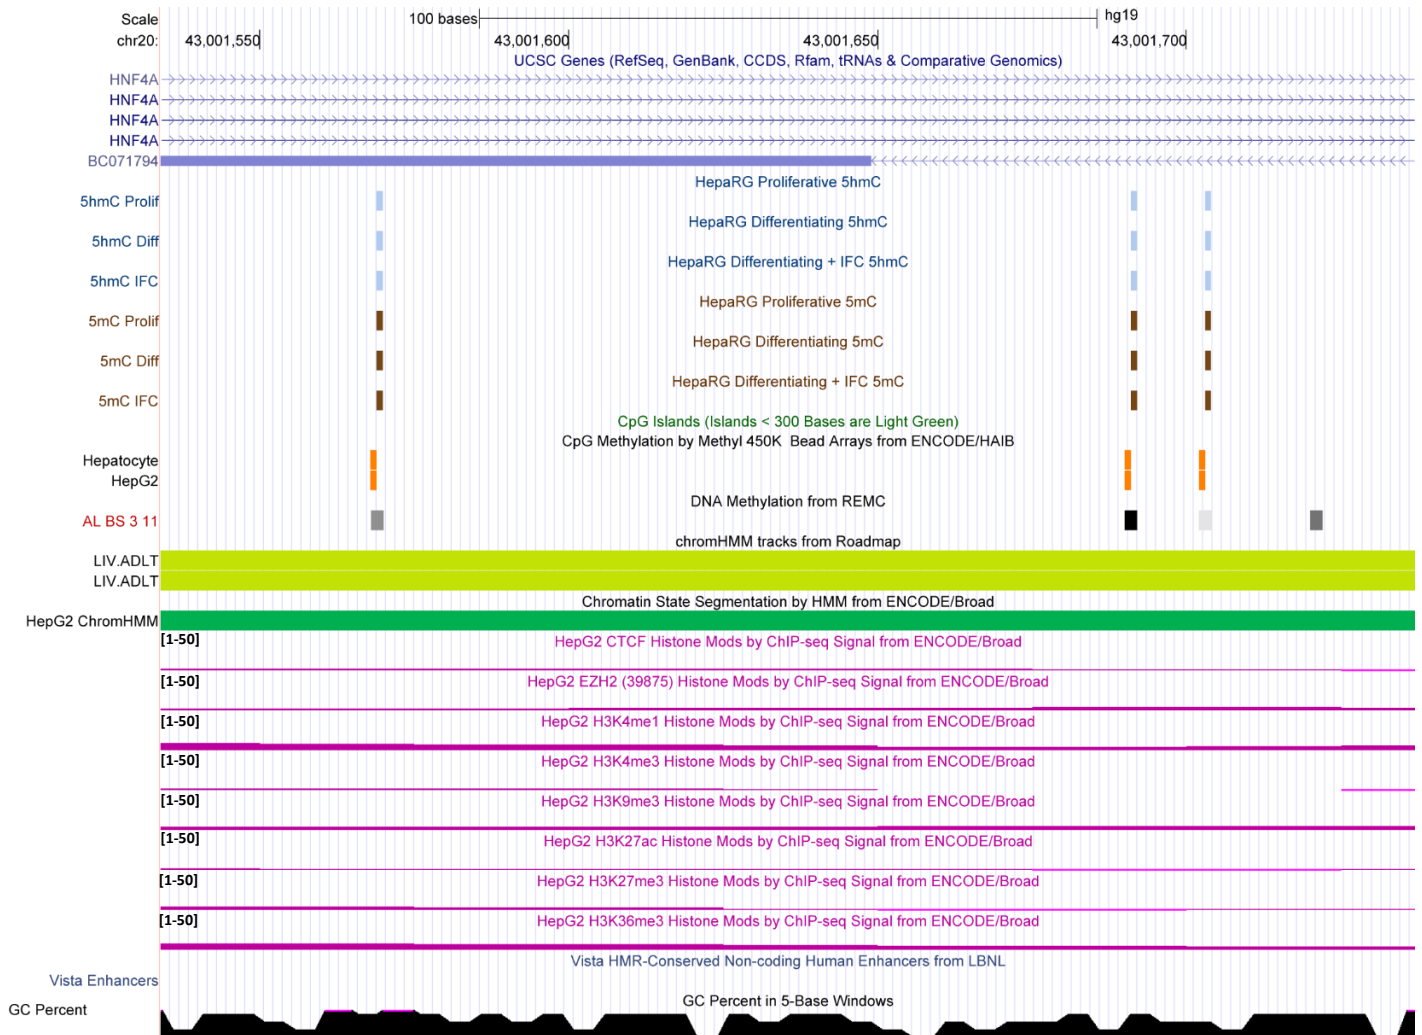 Scale 100 bases hg19
chr20: 43,001,550 43,001,600 43,001,650 43,001,700
UCSC Genes (RefSeq, GenBank, CCDS, Rfam, tRNAs & Comparative Genomics)
HNF4A
HNF4A
HNF4A
HNF4A
BC071794
HepaRG Proliferative 5hmC
5hmC Prolif
HepaRG Differentiating 5hmC
5hmC Diff
HepaRG Differentiating + IFC 5hmC
5hmC IFC
HepaRG Proliferative 5mC
5mC Prolif
HepaRG Differentiating 5mC
5mC Diff
HepaRG Differentiating + IFC 5mC
5mC IFC
CpG Islands (Islands < 300 Bases are Light Green)
CpG Methylation by Methyl 450K Bead Arrays from ENCODE/HAIB
Hepatocyte
HepG2
DNA Methylation from REMC
AL BS 3 11
chromHMM tracks from Roadmap
LIV.ADLT
LIV.ADLT
Chromatin State Segmentation by HMM from ENCODE/Broad
HepG2 ChromHMM
[1-50] HepG2 CTCF Histone Mods by ChIP-seq Signal from ENCODE/Broad
[1-50] HepG2 EZH2 (39875) Histone Mods by ChIP-seq Signal from ENCODE/Broad
[1-50] HepG2 H3K4me1 Histone Mods by ChIP-seq Signal from ENCODE/Broad
[1-50] HepG2 H3K4me3 Histone Mods by ChIP-seq Signal from ENCODE/Broad
[1-50] HepG2 H3K9me3 Histone Mods by ChIP-seq Signal from ENCODE/Broad
[1-50] HepG2 H3K27ac Histone Mods by ChIP-seq Signal from ENCODE/Broad
[1-50] HepG2 H3K27me3 Histone Mods by ChIP-seq Signal from ENCODE/Broad
[1-50] HepG2 H3K36me3 Histone Mods by ChIP-seq Signal from ENCODE/Broad
Vista HMR-Conserved Non-coding Human Enhancers from LBNL
Vista Enhancers
GC Percent in 5-Base Windows
GC Percent